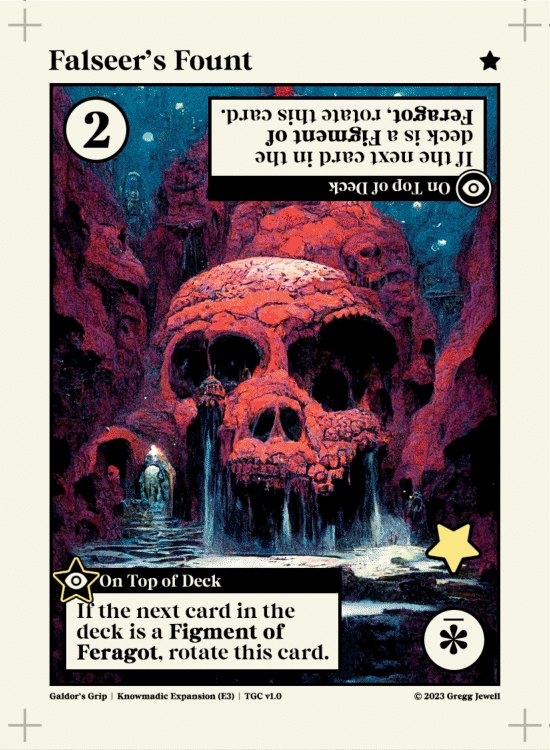 Falseer's Fount
2
If the next card in the
deck is a Figment of
Feragot, rotate this card.
On Top of Deck
On Top of Deck
If the next card in the
deck is a Figment of
Feragot, rotate this card.
Galdor's Grip | Knowmadic Expansion (E3) | TGC v1.0
© 2023 Gregg Jewell